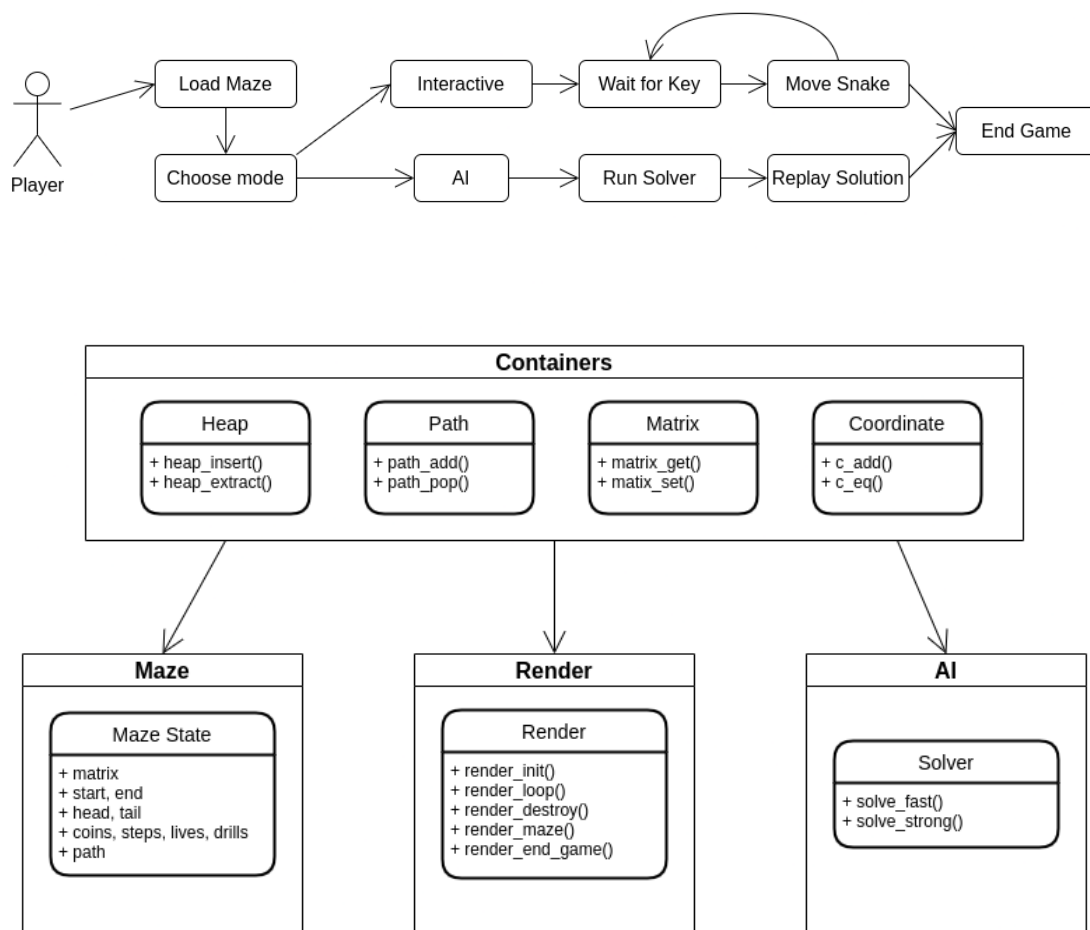 Load Maze
Interactive
Wait for Key
Move Snake
End Game
Player
Choose mode
AI
Run Solver
Replay Solution
Containers
Heap
+ heap_insert()
+ heap_extract()
Path
+ path_add()
+ path_pop()
Matrix
+ matrix_get()
+ matix_set()
Coordinate
+ c_add()
+ c_eq()
Maze
Maze State
+ matrix
+ start, end
+ head, tail
+ coins, steps, lives, drills
+ path
Render
Render
+ render_init()
+ render_loop()
+ render_destroy()
+ render_maze()
+ render_end_game()
AI
Solver
+ solve_fast()
+ solve_strong()